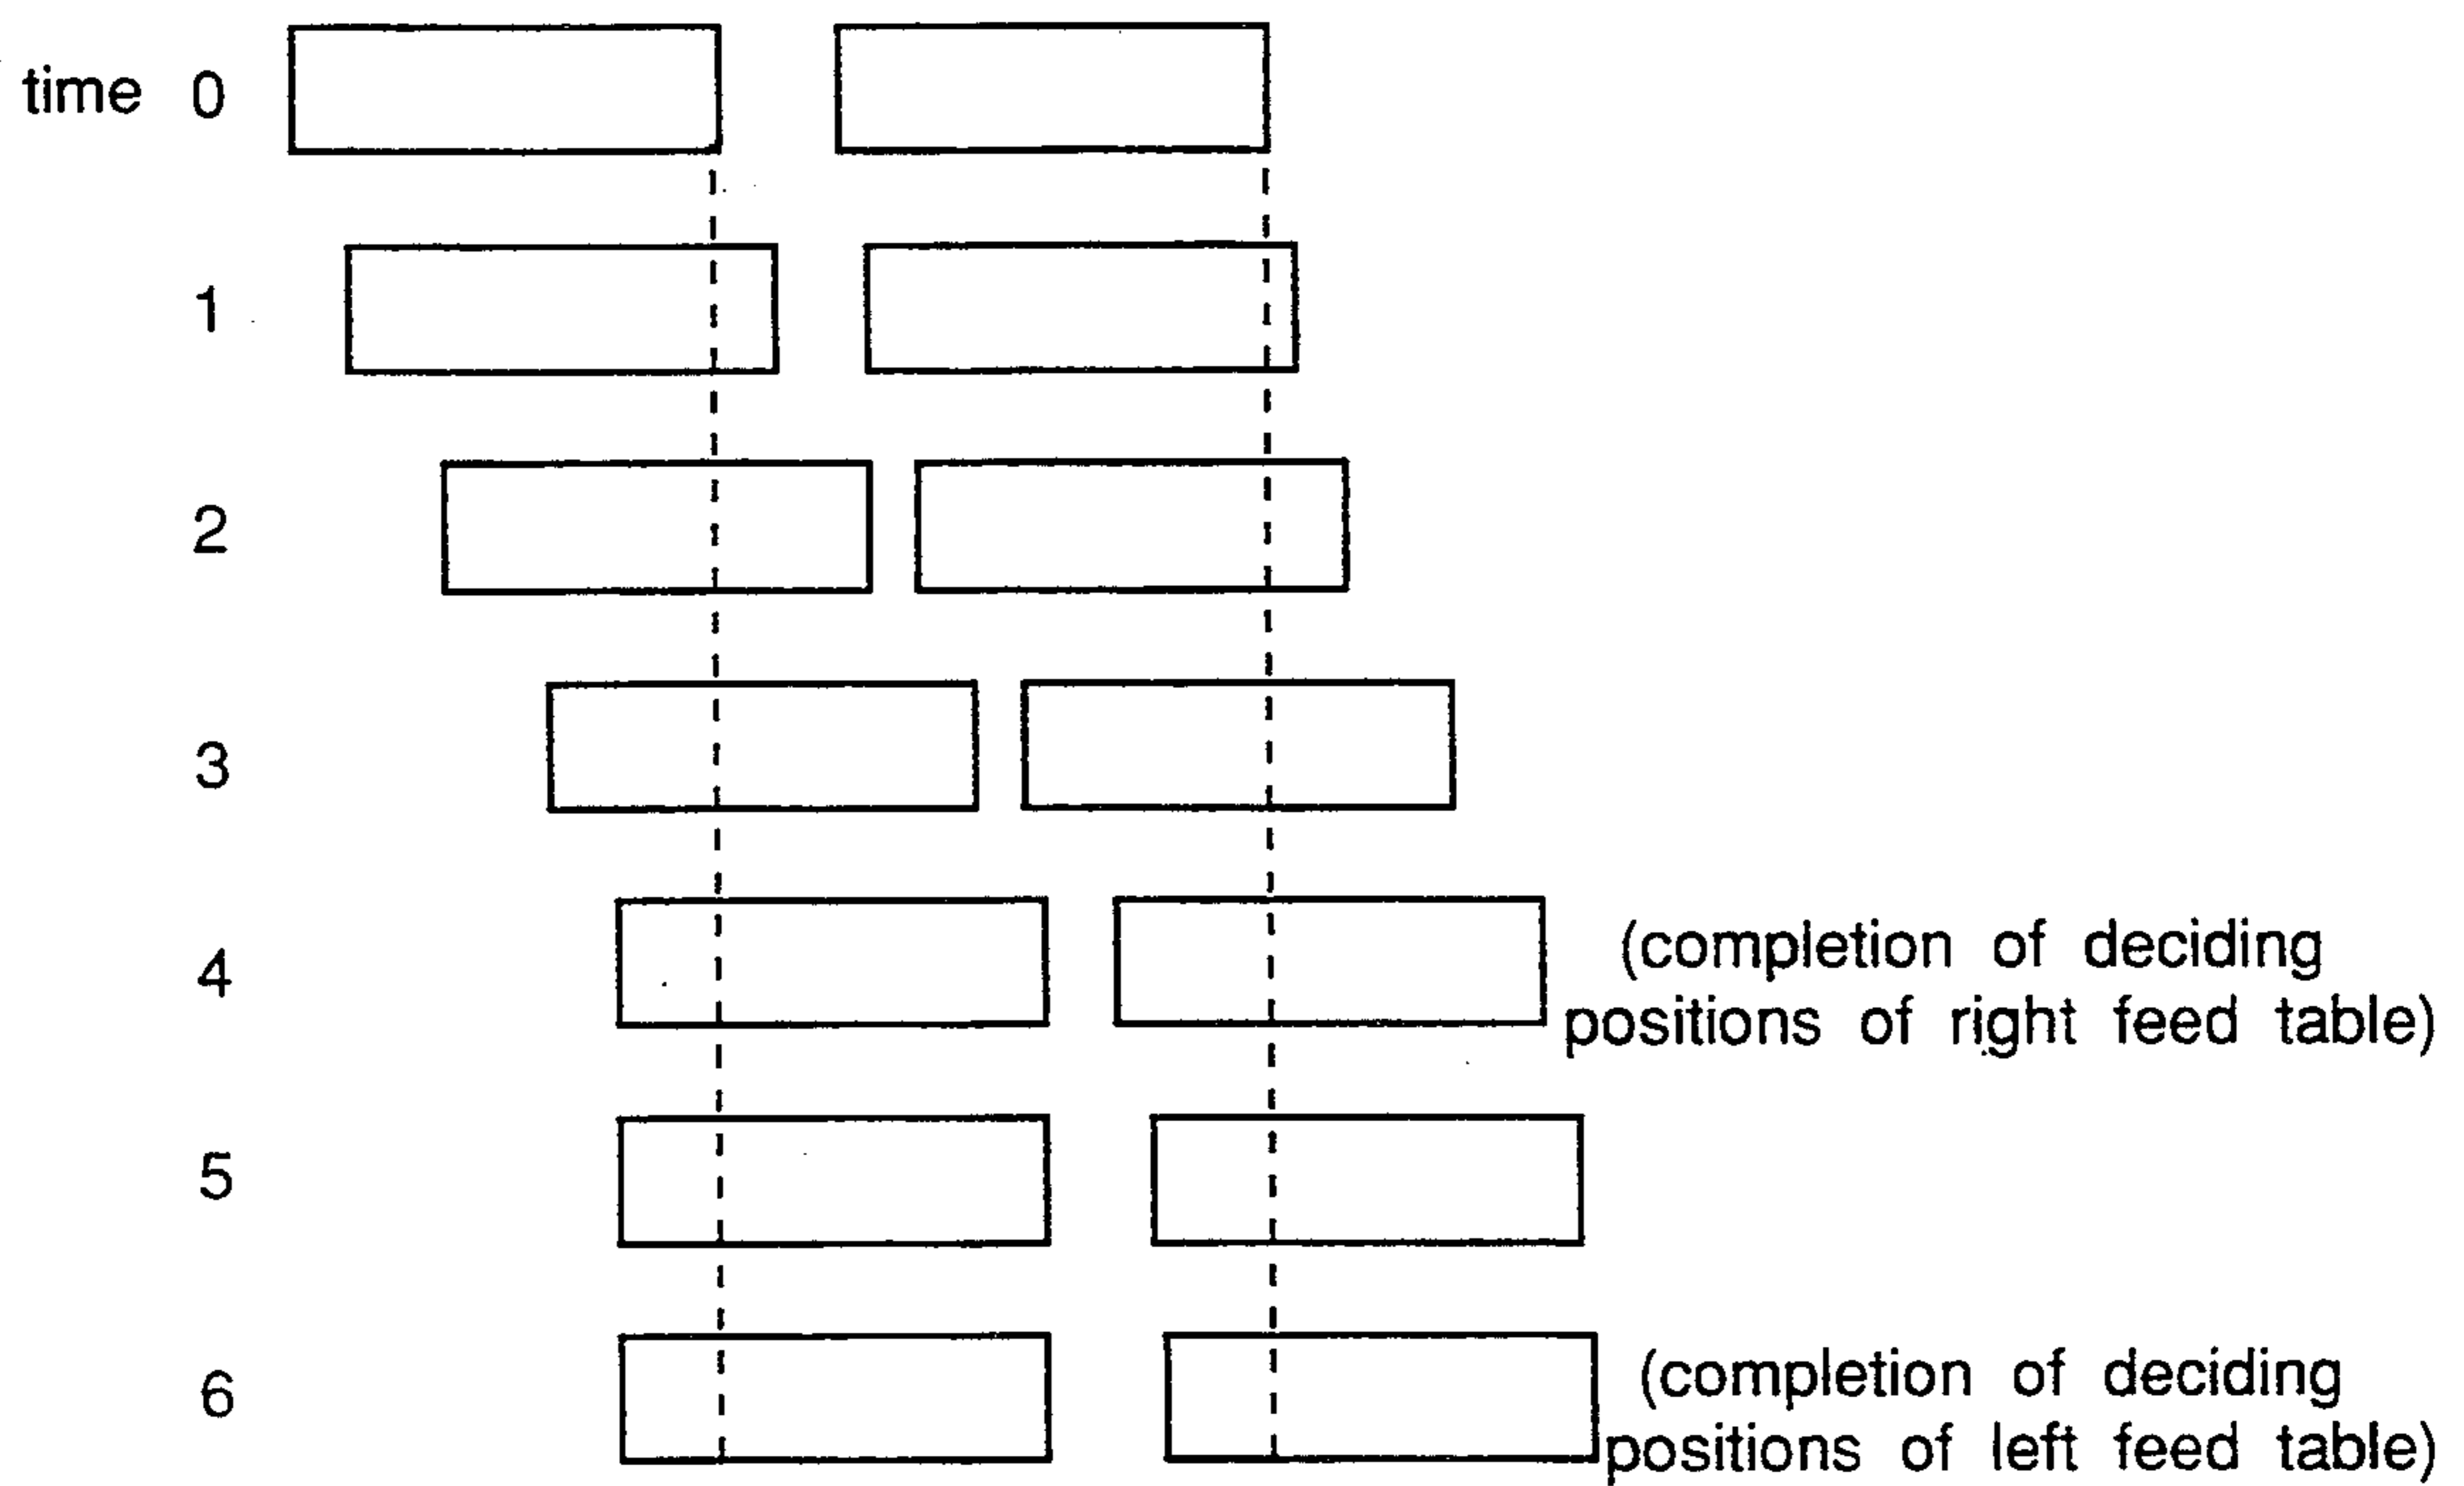 time 0
1
2
3
4
(completion of deciding
positions of right feed table)
5
6
(completion of deciding
positions of left feed table)